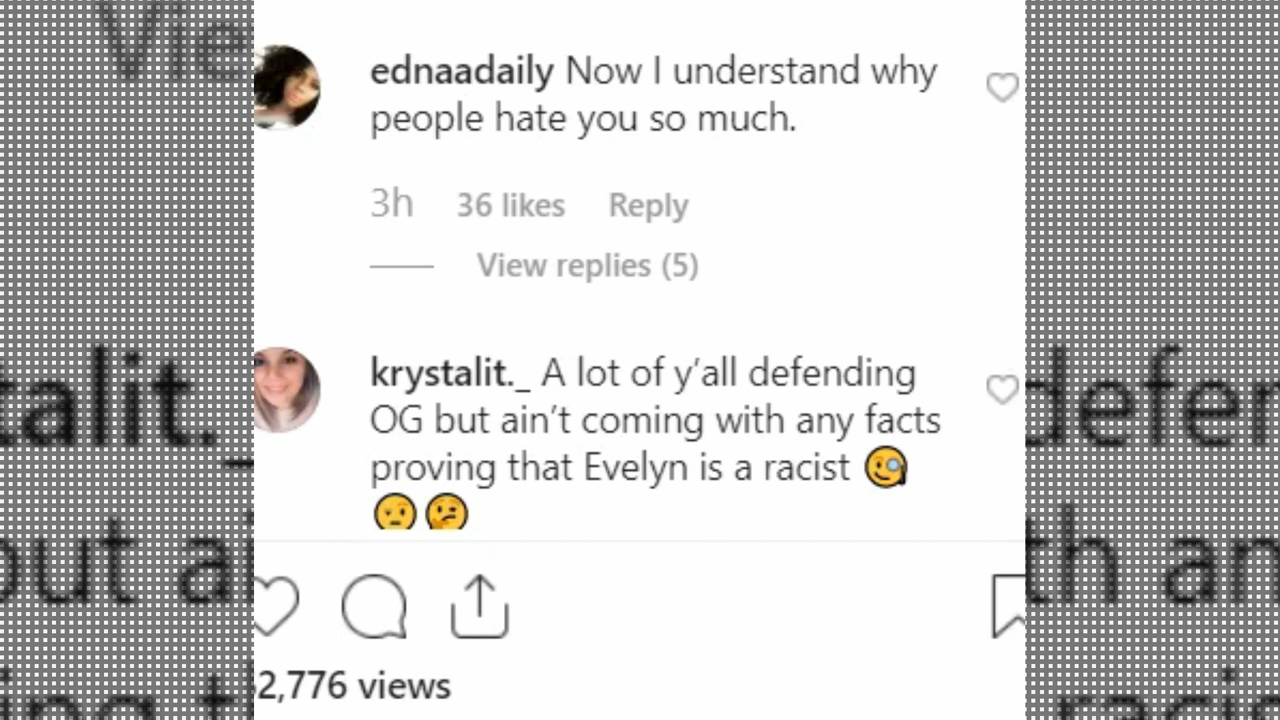 ednaadaily Now I understand why
people hate you so much.
3h 36 likes Reply
View replies (5)
krystalit._ A lot of y’all defending
OG but ain’t coming with any facts
proving that Evelyn is a racist 🧐
🤨🤔
2,776 views